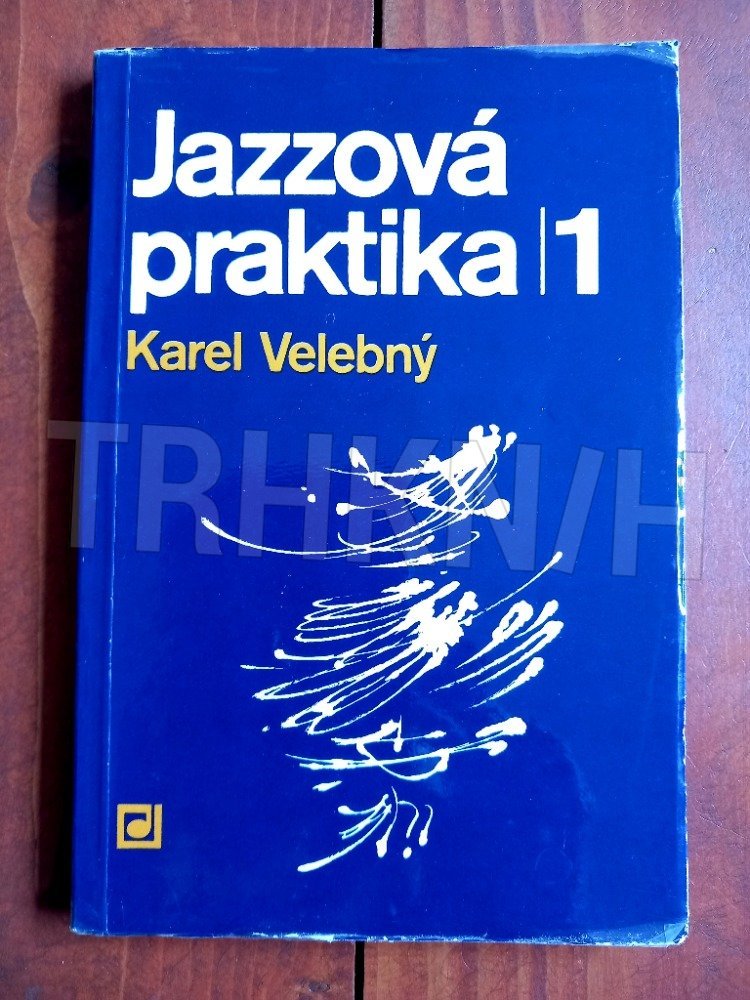 Jazzová
praktika|1
Karel Velebný
TRHKNIH